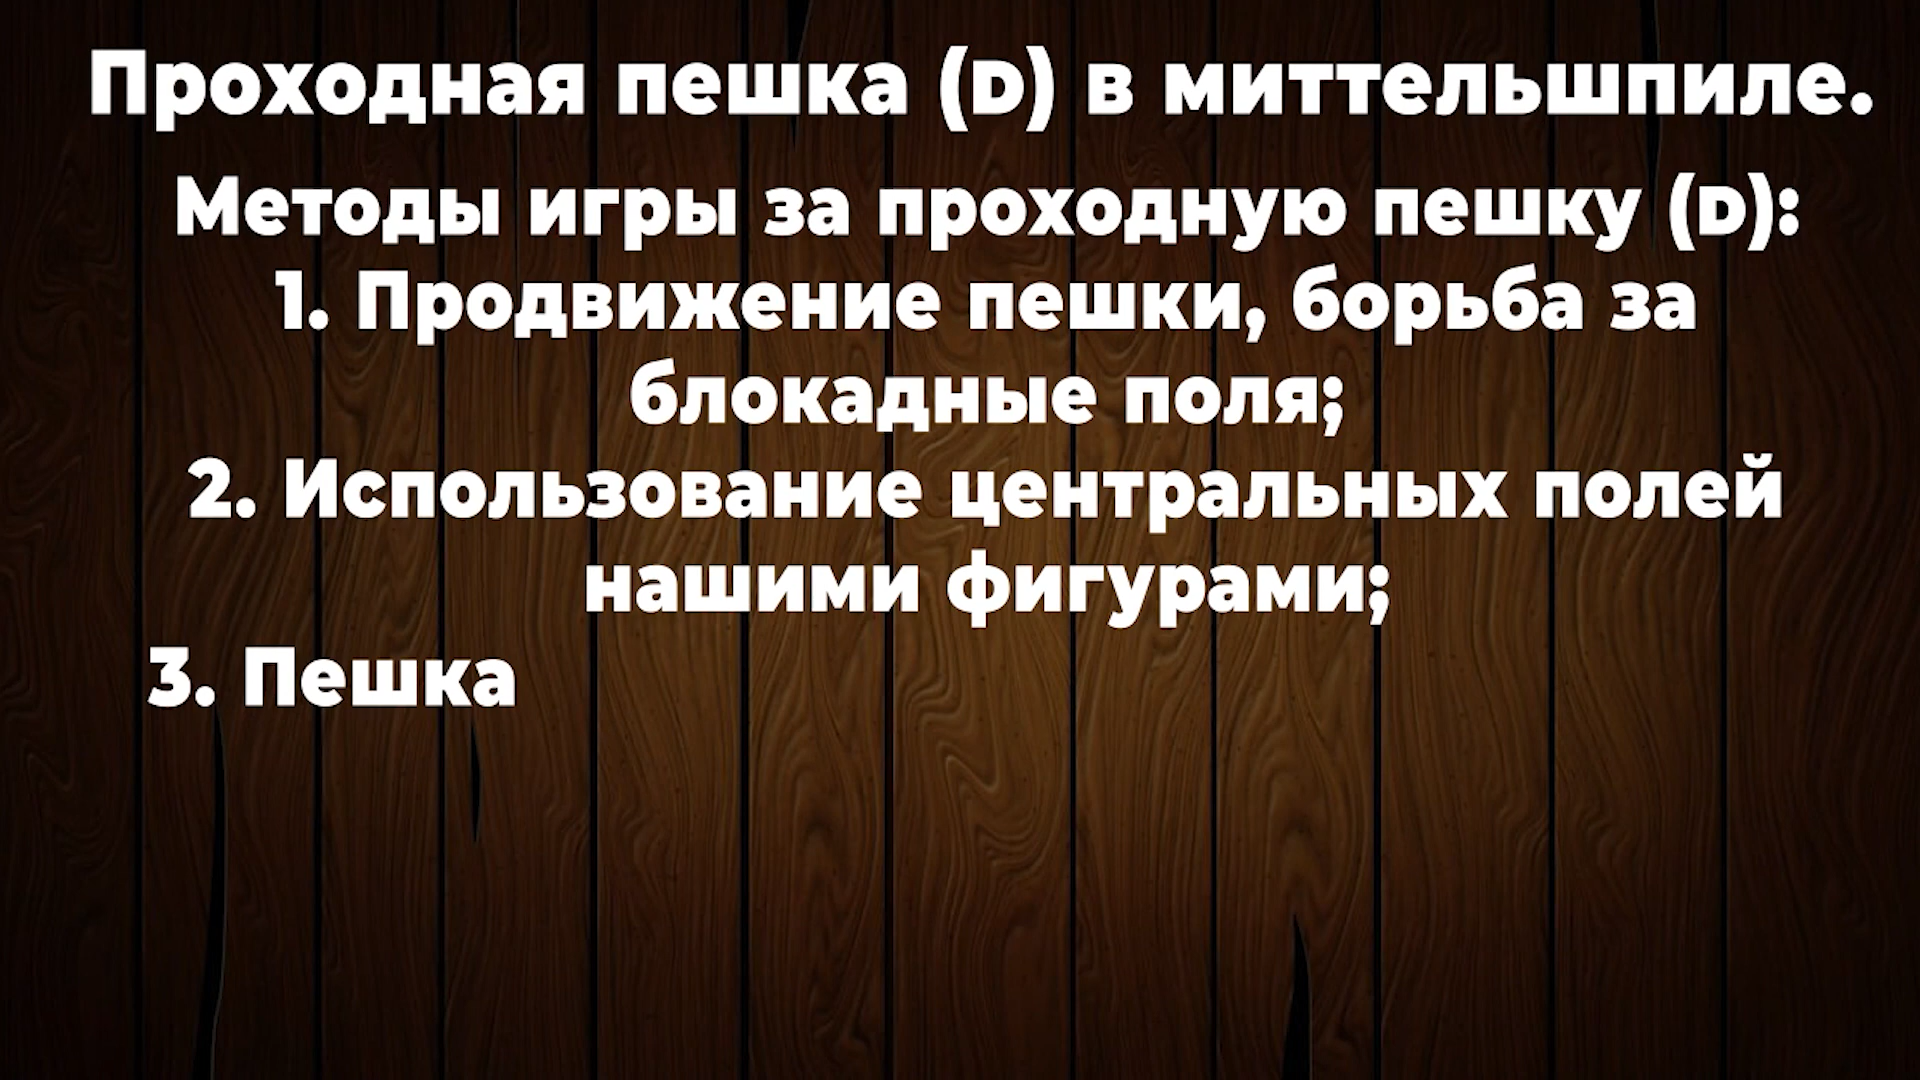 Проходная пешка (D) в миттельшпиле.
Методы игры за проходную пешку (D):
1. Продвижение пешки, борьба за
блокадные поля;
2. Использование центральных полей
нашими фигурами;
3. Пешка